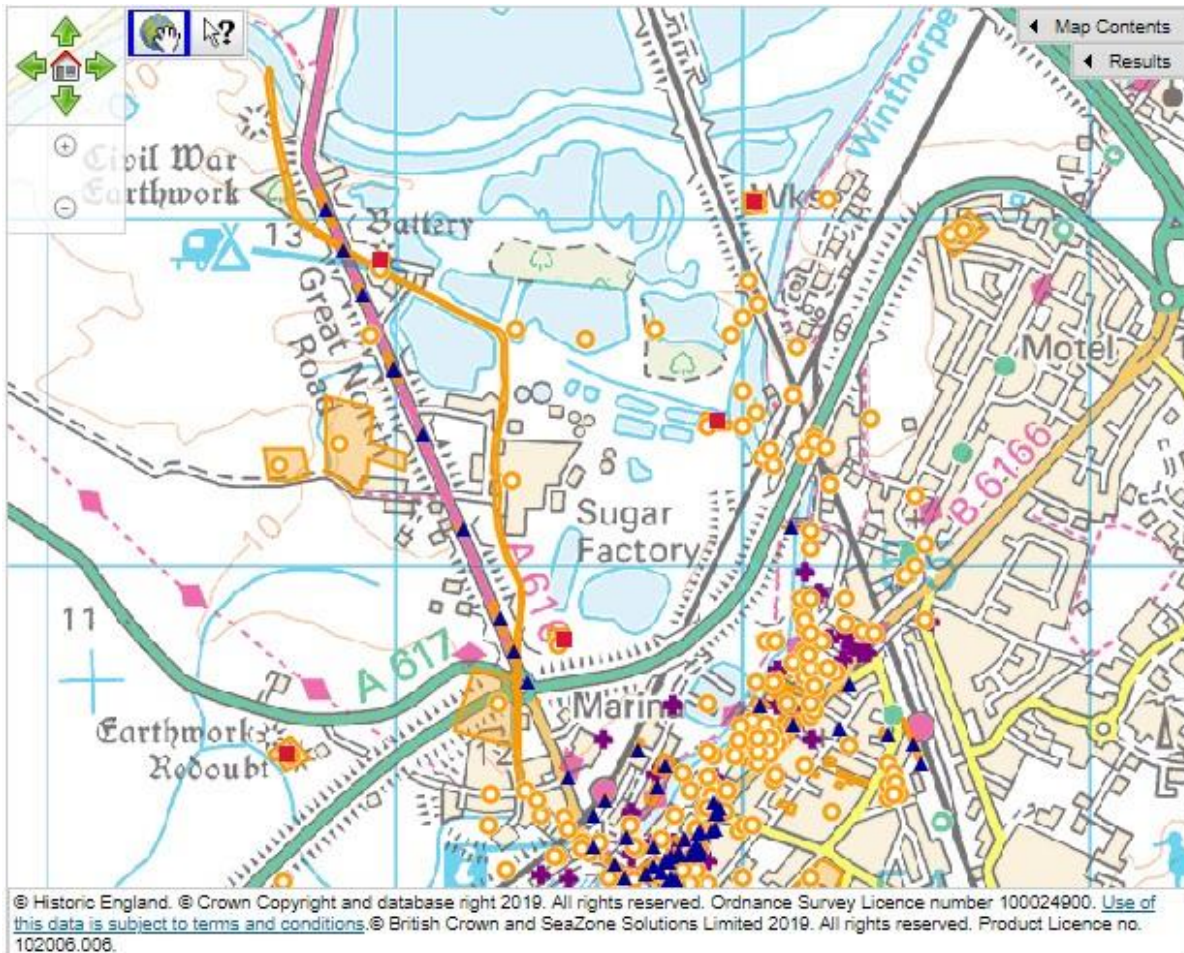 Map Contents
Results
?
10
Winthorpe
Civil War
Earthwork
Battery
13
Wks
Great North
Road
Motel
B 6166
Sugar
Factory
A 616
10
11
A 617
Marina
Earthwork
Redoubt
12
© Historic England. © Crown Copyright and database right 2019. All rights reserved. Ordnance Survey Licence number 100024900. Use of
this data is subject to terms and conditions.© British Crown and SeaZone Solutions Limited 2019. All rights reserved. Product Licence no.
102006.006.